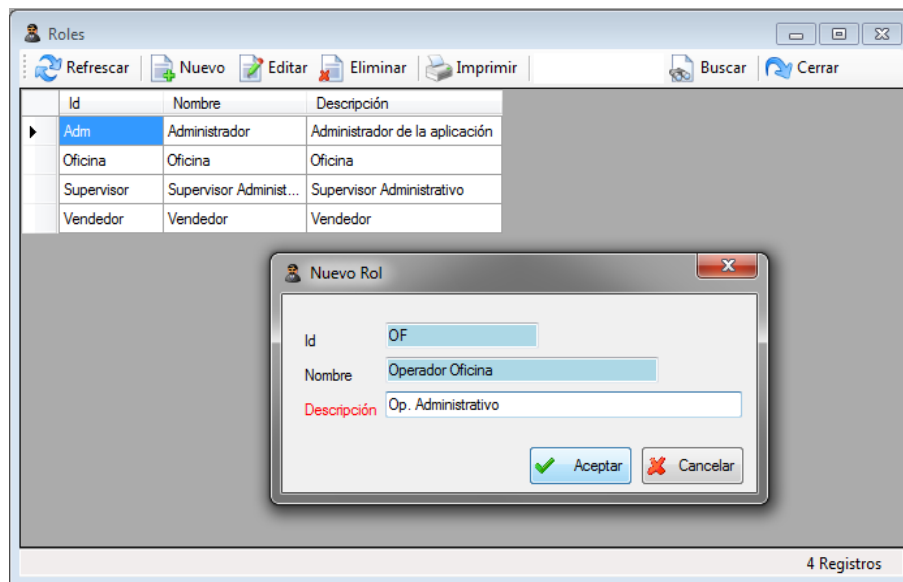 Roles
Refrescar Nuevo Editar Eliminar Imprimir Buscar Cerrar
Id Nombre Descripción
Adm Administrador Administrador de la aplicación
Oficina Oficina Oficina
Supervisor Supervisor Administ... Supervisor Administrativo
Vendedor Vendedor Vendedor
Nuevo Rol
Id OF
Nombre Operador Oficina
Descripción Op. Administrativo
Aceptar Cancelar
4 Registros